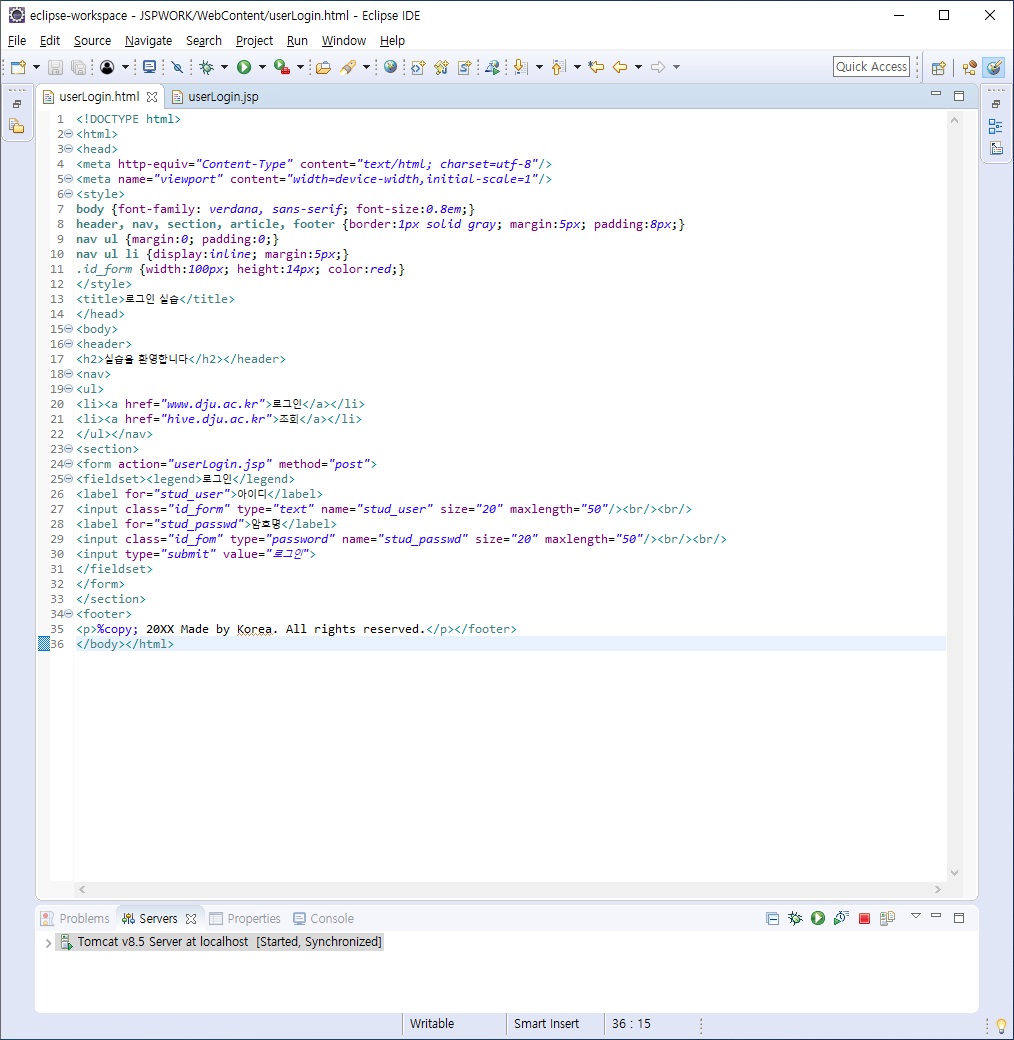 eclipse-workspace - JSPWORK/WebContent/userLogin.html - Eclipse IDE
File Edit Source Navigate Search Project Run Window Help
Quick Access
userLogin.html userLogin.jsp
1 <!DOCTYPE html>
2 <html>
3 <head>
4 <meta http-equiv="Content-Type" content="text/html; charset=utf-8"/>
5 <meta name="viewport" content="width=device-width,initial-scale=1"/>
6 <style>
7 body {font-family: verdana, sans-serif; font-size:0.8em;}
8 header, nav, section, article, footer {border:1px solid gray; margin:5px; padding:8px;}
9 nav ul {margin:0; padding:0;}
10 nav ul li {display:inline; margin:5px;}
11 .id_form {width:100px; height:14px; color:red;}
12 </style>
13 <title>로그인 실습</title>
14 </head>
15 <body>
16 <header>
17 <h2>실습을 환영합니다</h2></header>
18 <nav>
19 <ul>
20 <li><a href="www.dju.ac.kr">로그인</a></li>
21 <li><a href="hive.dju.ac.kr">조회</a></li>
22 </ul></nav>
23 <section>
24 <form action="userLogin.jsp" method="post">
25 <fieldset><legend>로그인</legend>
26 <label for="stud_user">아이디</label>
27 <input class="id_form" type="text" name="stud_user" size="20" maxlength="50"/><br/><br/>
28 <label for="stud_passwd">암호명</label>
29 <input class="id_fom" type="password" name="stud_passwd" size="20" maxlength="50"/><br/><br/>
30 <input type="submit" value="로그인">
31 </fieldset>
32 </form>
33 </section>
34 <footer>
35 <p>%copy; 20XX Made by Korea. All rights reserved.</p></footer>
36 </body></html>
Problems Servers Properties Console
Tomcat v8.5 Server at localhost [Started, Synchronized]
Writable Smart Insert 36 : 15